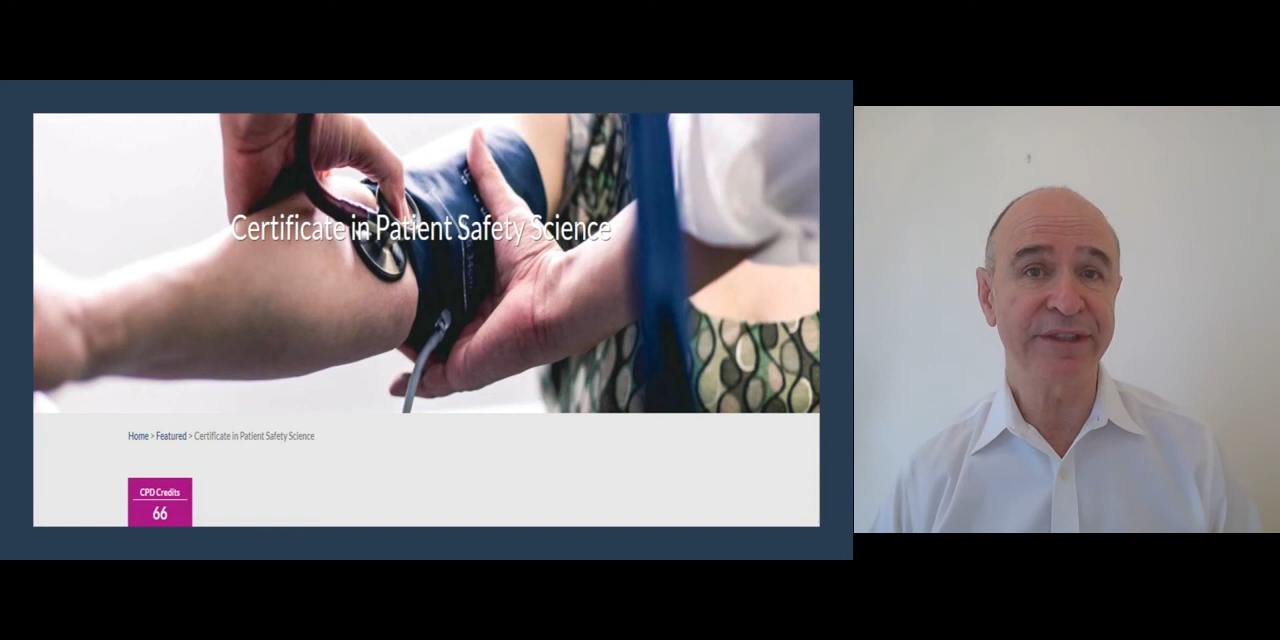 Certificate in Patient Safety Science
Home > Featured > Certificate in Patient Safety Science
CPD Credits
66